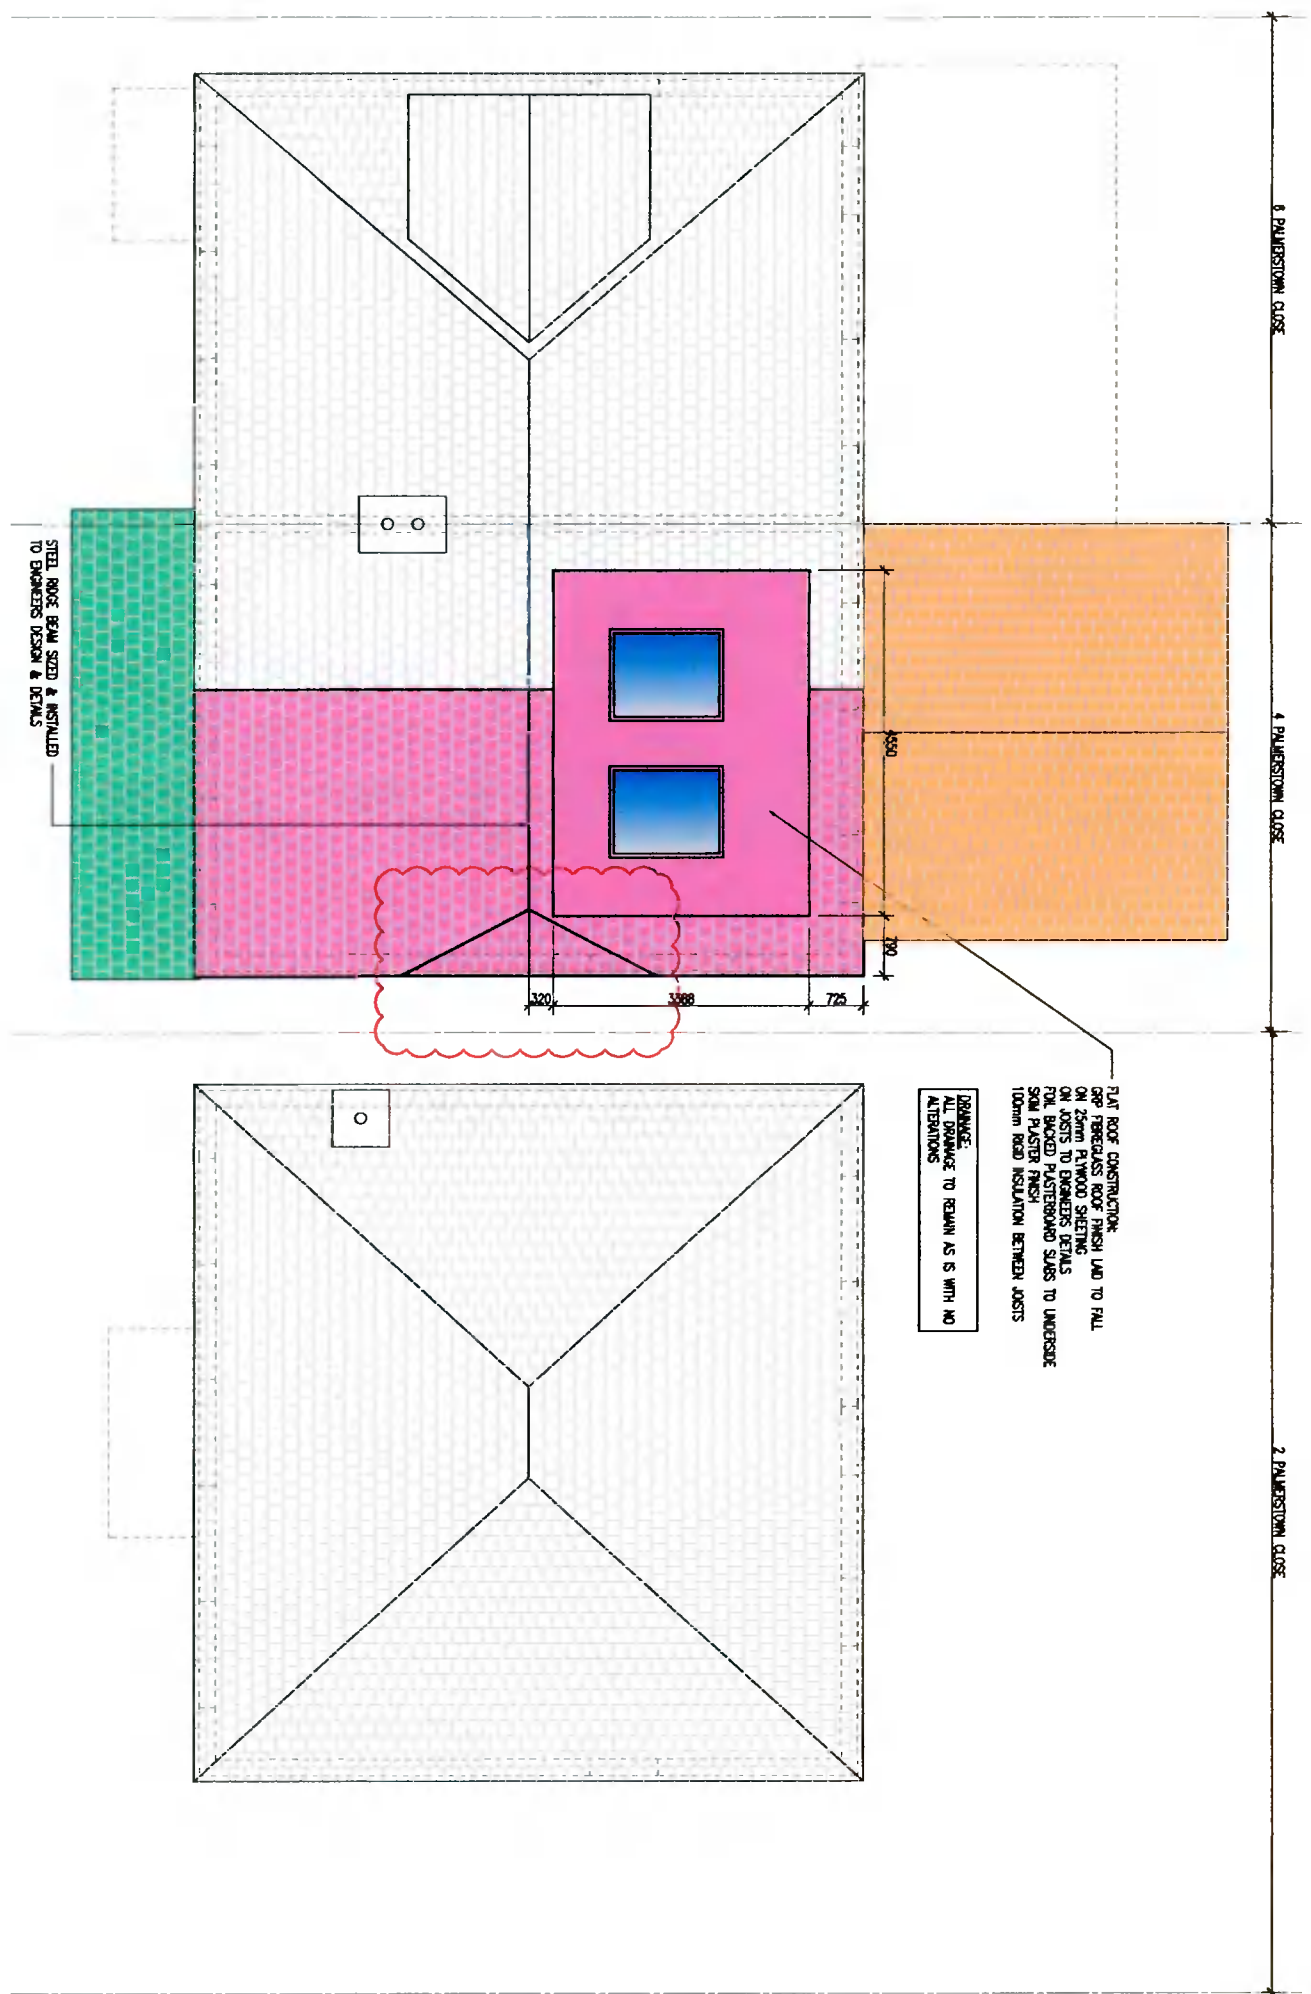 6 PALMERSTOWN CLOSE
4 PALMERSTOWN CLOSE
2 PALMERSTOWN CLOSE
FLAT ROOF CONSTRUCTION:
GRP FIBREGLASS ROOF FINISH LAID TO FALL
ON 25mm PLYWOOD SHEETING
ON JOISTS TO ENGINEERS DETAILS
FOIL BACKED PLASTERBOARD SLABS TO UNDERSIDE
SKIM PLASTER FINISH
100mm RIGID INSULATION BETWEEN JOISTS
DRAINAGE:
ALL DRAINAGE TO REMAIN AS IS WITH NO
ALTERATIONS
4550
790
320
3388
725
STEEL RIDGE BEAM SIZED & INSTALLED
TO ENGINEERS DESIGN & DETAILS